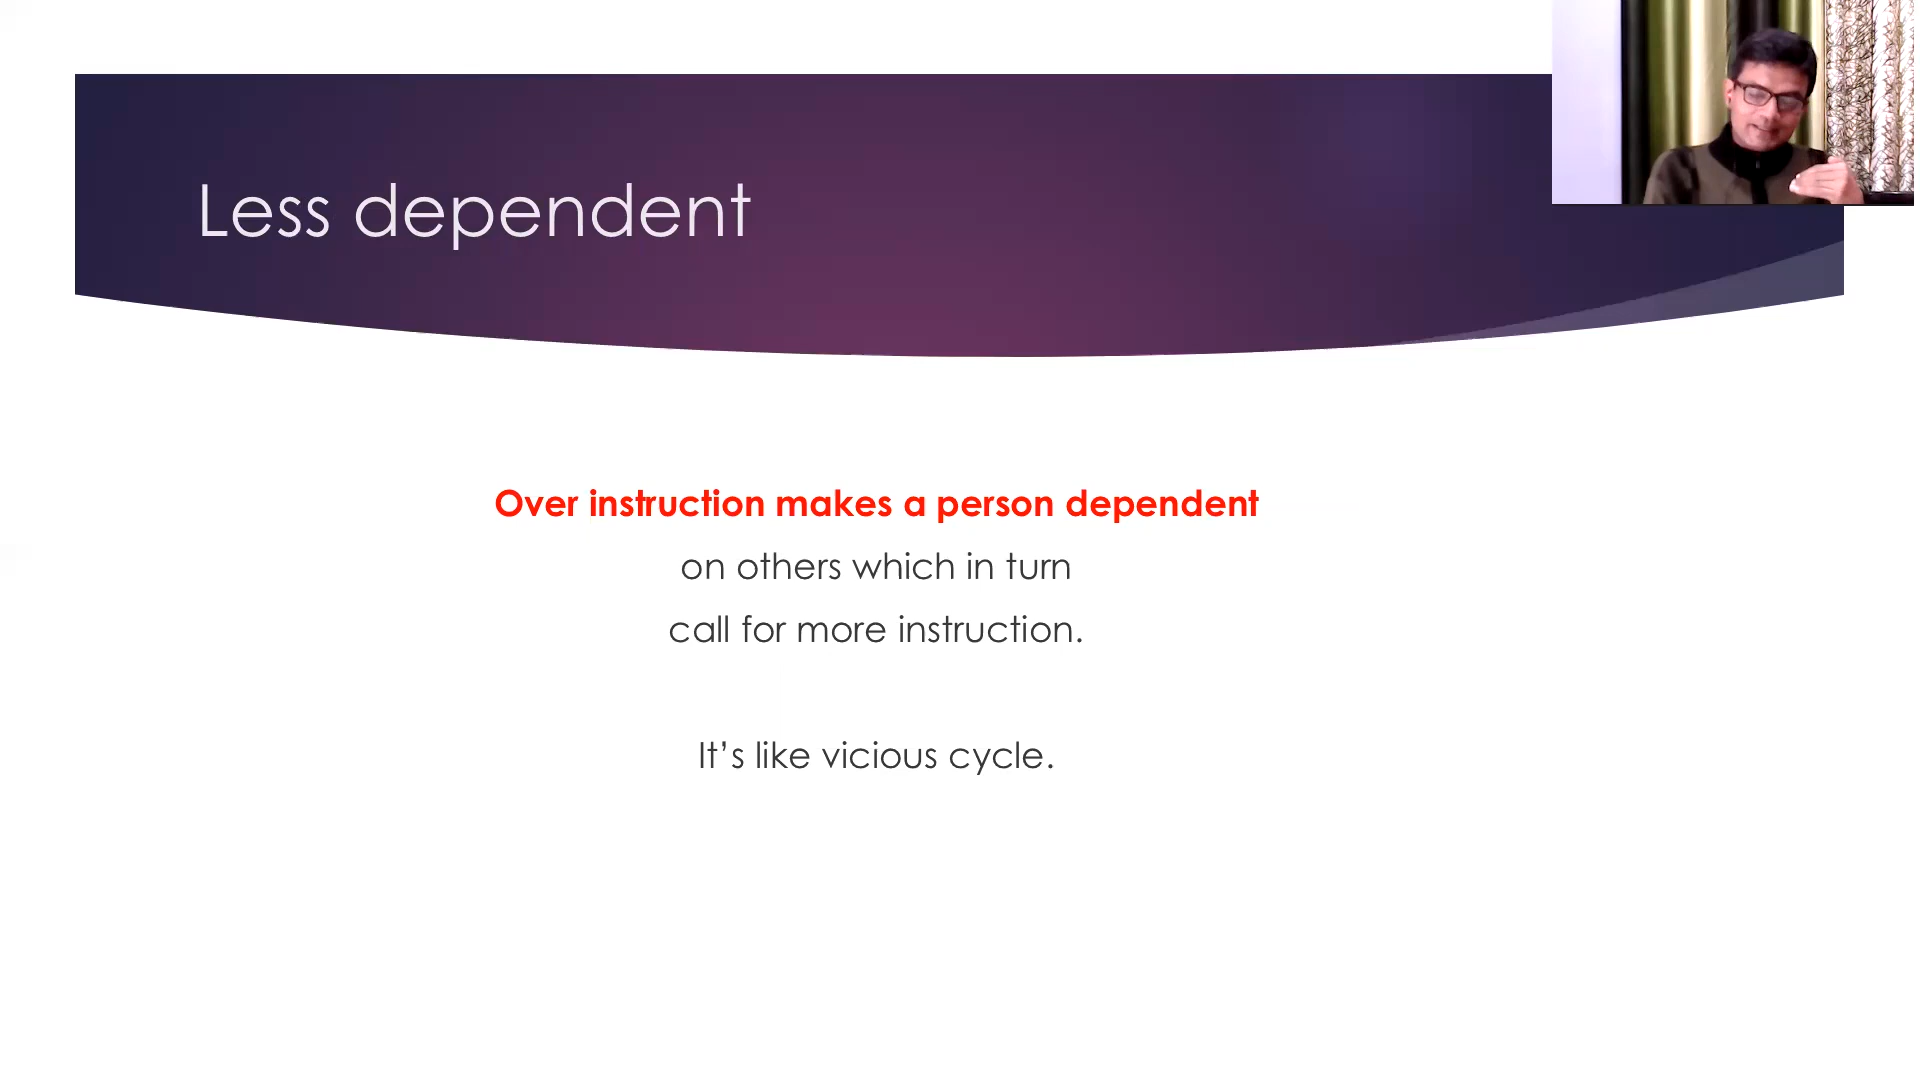 Less dependent
Over instruction makes a person dependent
on others which in turn
call for more instruction.
It’s like vicious cycle.